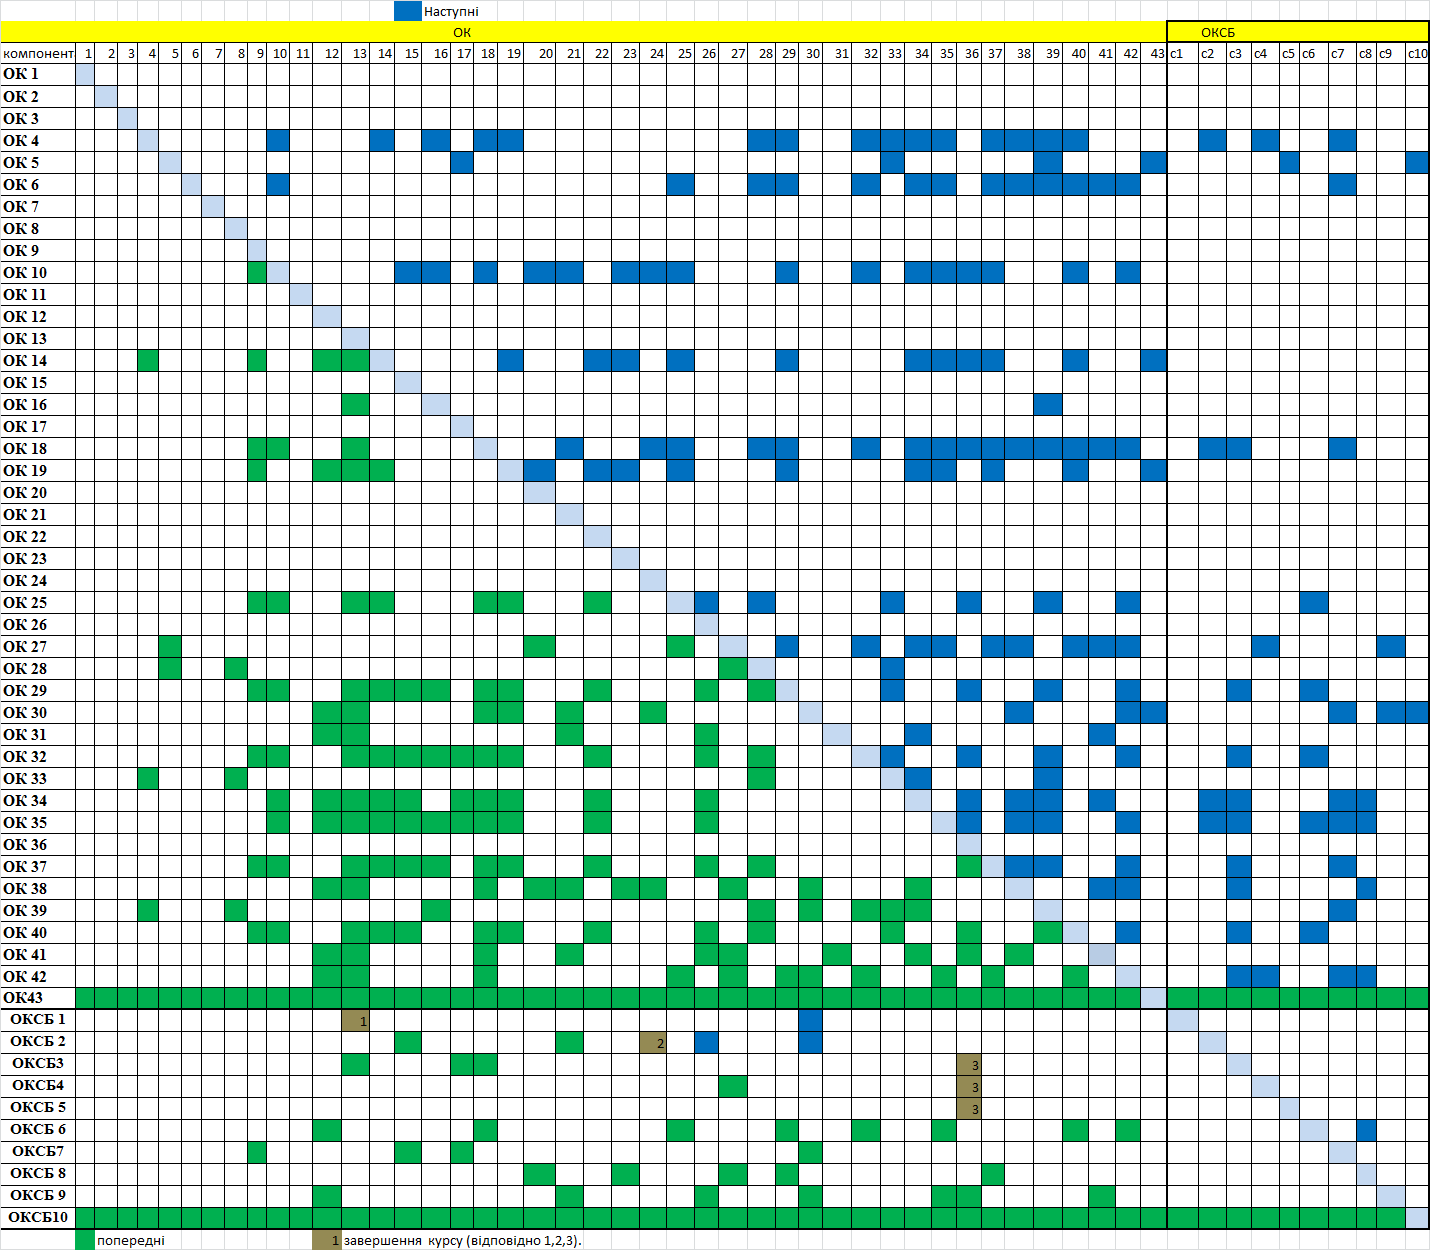 Наступні
ОК ОКСБ
компонент 1 2 3 4 5 6 7 8 9 10 11 12 13 14 15 16 17 18 19 20 21 22 23 24 25 26 27 28 29 30 31 32 33 34 35 36 37 38 39 40 41 42 43 c1 c2 c3 c4 c5 c6 c7 c8 c9 c10
ОК 1
ОК 2
ОК 3
ОК 4
ОК 5
ОК 6
ОК 7
ОК 8
ОК 9
ОК 10
ОК 11
ОК 12
ОК 13
ОК 14
ОК 15
ОК 16
ОК 17
ОК 18
ОК 19
ОК 20
ОК 21
ОК 22
ОК 23
ОК 24
ОК 25
ОК 26
ОК 27
ОК 28
ОК 29
ОК 30
ОК 31
ОК 32
ОК 33
ОК 34
ОК 35
ОК 36
ОК 37
ОК 38
ОК 39
ОК 40
ОК 41
ОК 42
ОК43
ОКСБ 1 1
ОКСБ 2 2
ОКСБ3 3
ОКСБ4 3
ОКСБ 5 3
ОКСБ 6
ОКСБ7
ОКСБ 8
ОКСБ 9
ОКСБ10
попередні 1 завершення курсу (відповідно 1,2,3).